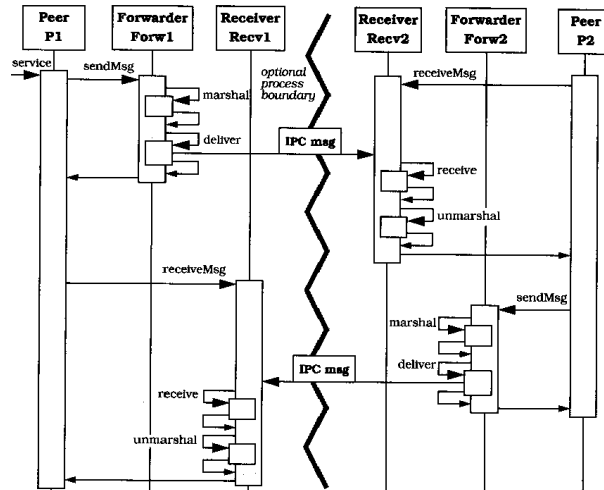 Peer
P1
Forwarder
Forw1
Receiver
Recv1
Receiver
Recv2
Forwarder
Forw2
Peer
P2
service
sendMsg
optional
process
boundary
receiveMsg
marshal
deliver
IPC msg
receive
unmarshal
receiveMsg
sendMsg
marshal
deliver
IPC msg
receive
unmarshal